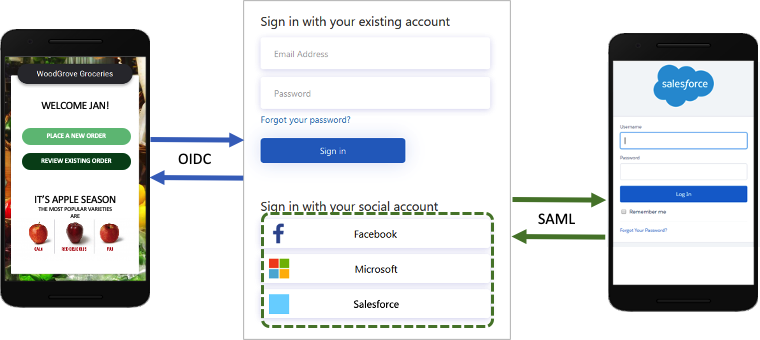 WoodGrove Groceries
WELCOME JAN!
PLACE A NEW ORDER
REVIEW EXISTING ORDER
IT'S APPLE SEASON
THE MOST POPULAR VARIETIES
ARE
GALA
RED DELICIOUS
FUJI
OIDC
Sign in with your existing account
Email Address
Password
Forgot your password?
Sign in
Sign in with your social account
Facebook
Microsoft
Salesforce
SAML
salesforce
Username
Password
Log In
Remember me
Forgot Your Password?